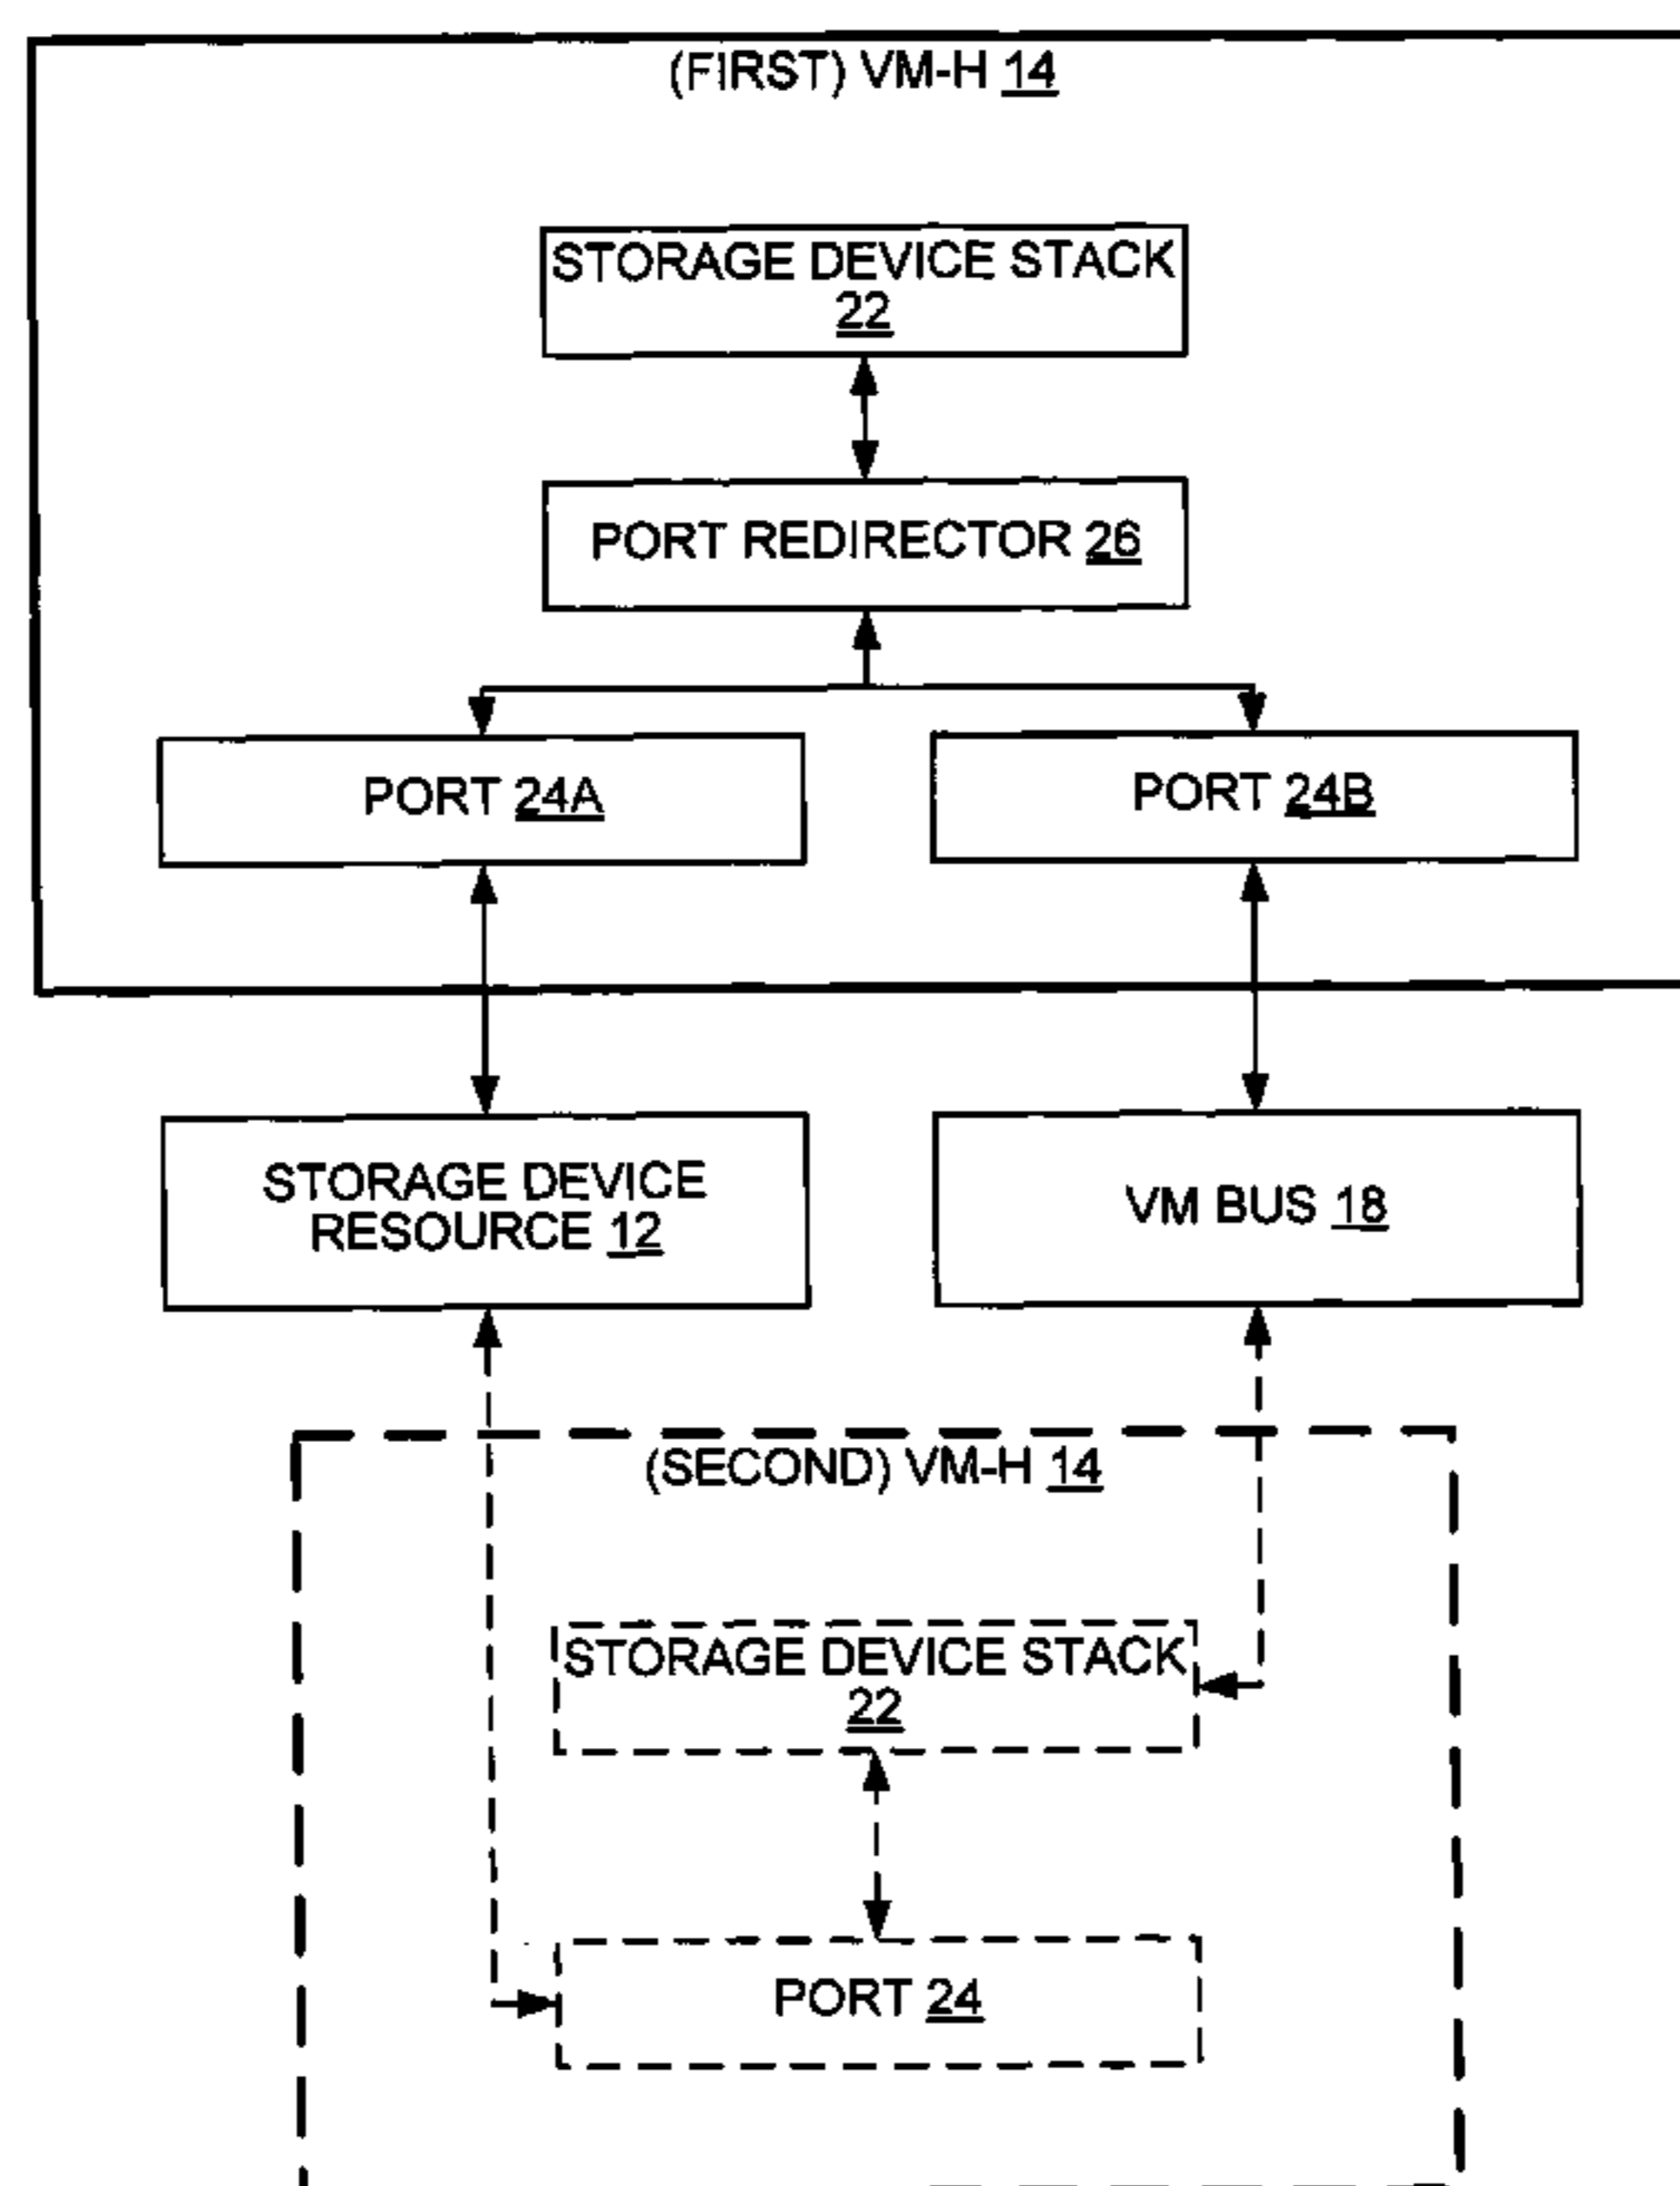 (FIRST) VM-H 14
STORAGE DEVICE STACK
22
PORT REDIRECTOR 26
PORT 24A
PORT 24B
STORAGE DEVICE
RESOURCE 12
VM BUS 18
(SECOND) VM-H 14
STORAGE DEVICE STACK
22
PORT 24